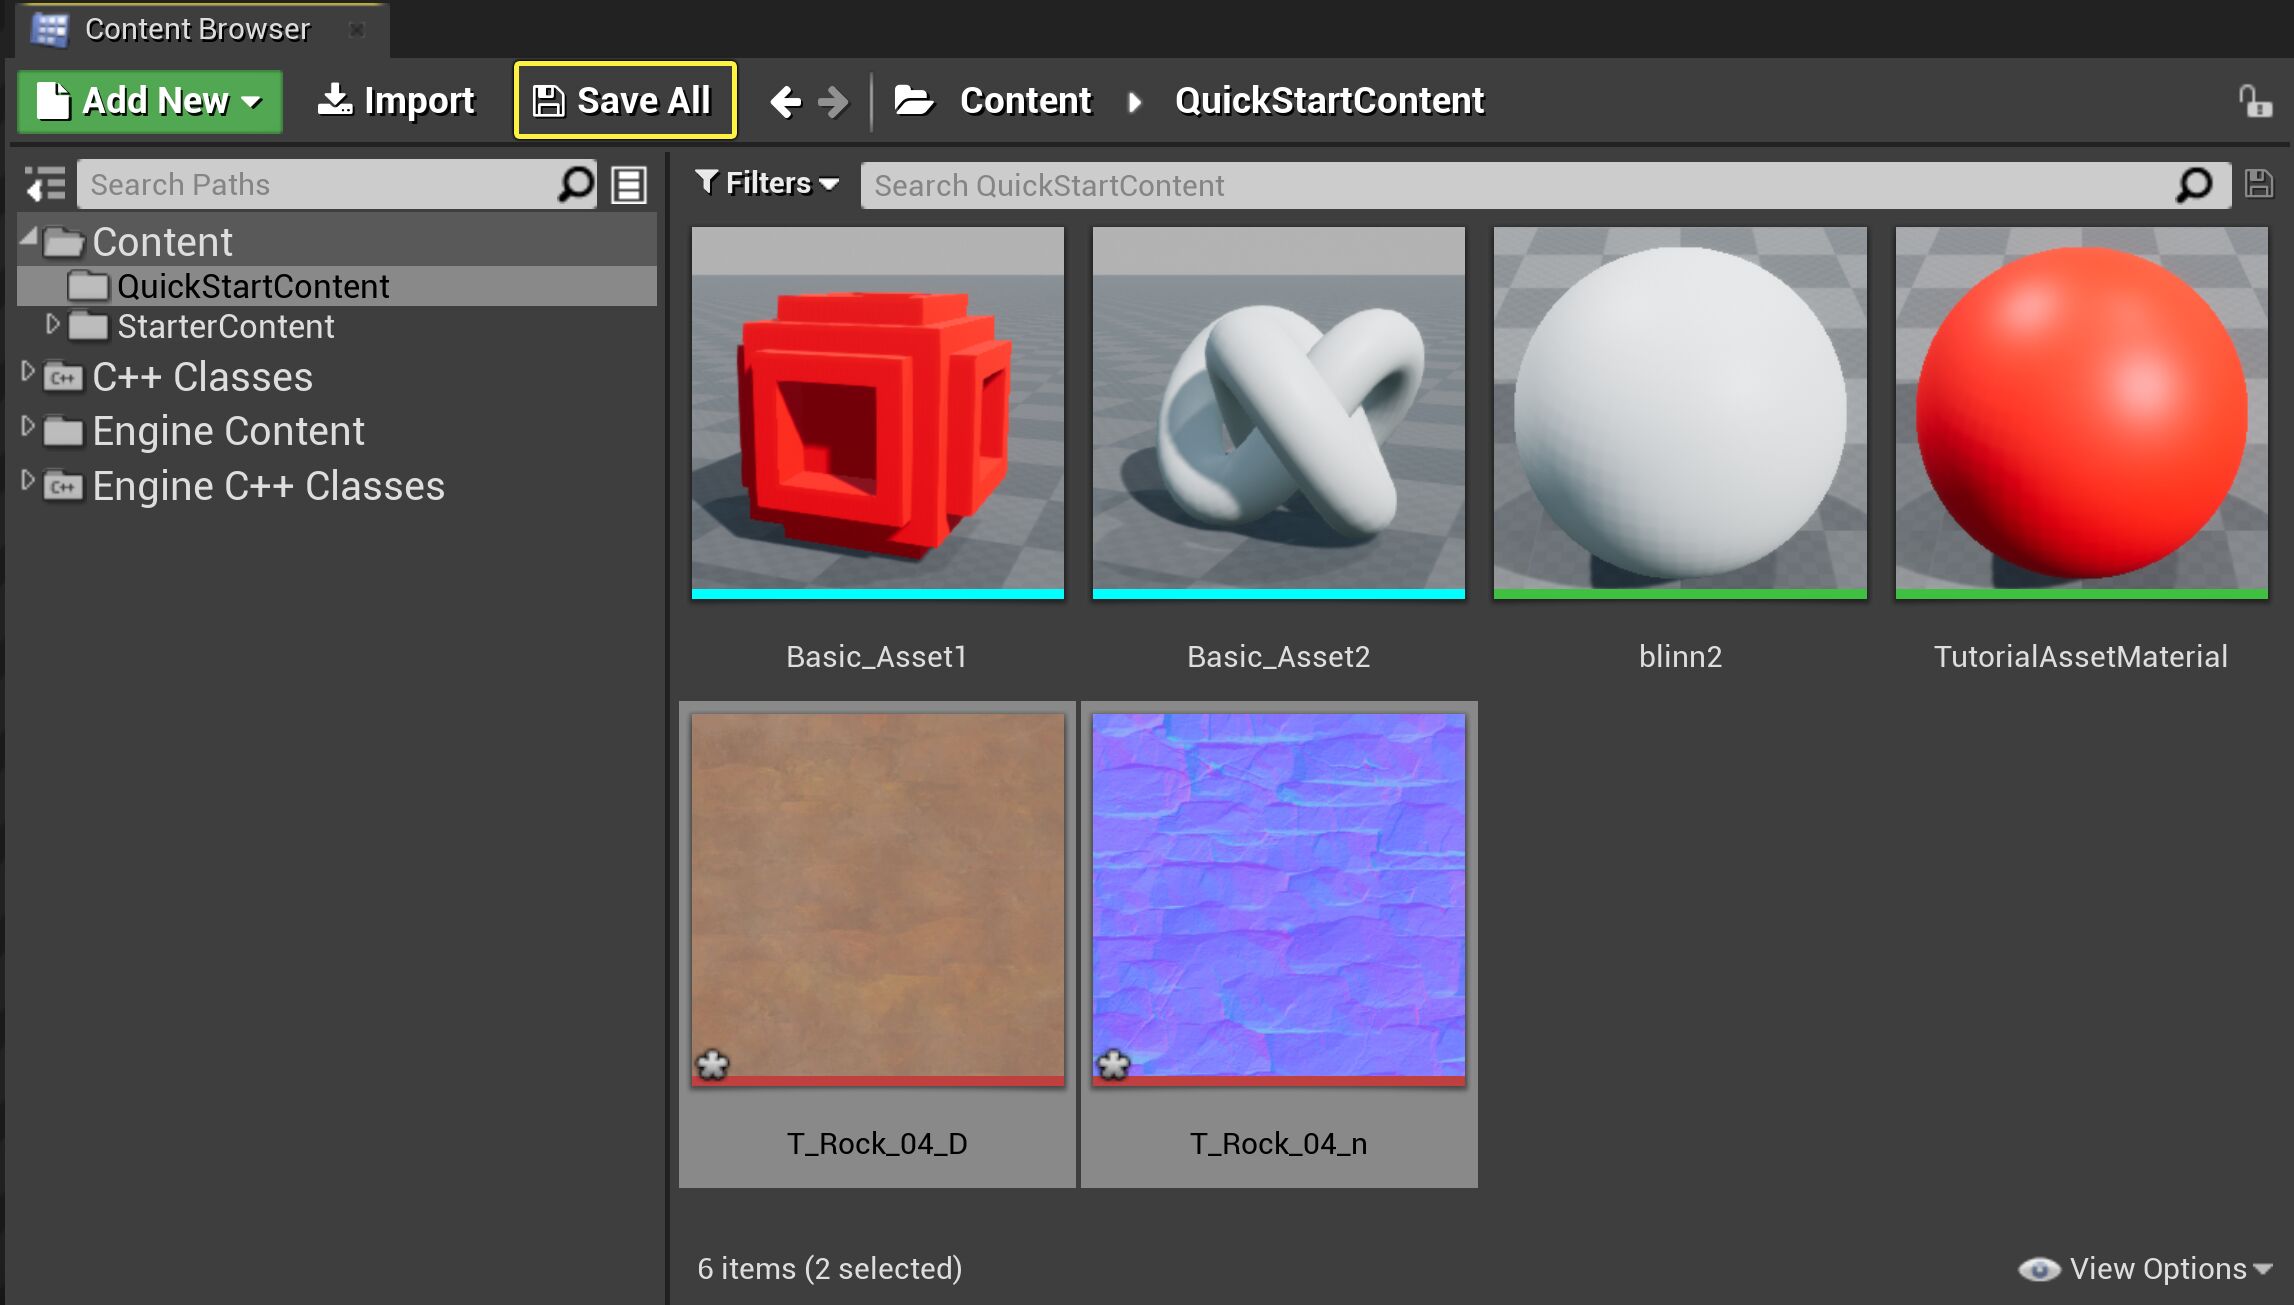 Content Browser
Add New Import Save All Content QuickStartContent
Search Paths
Filters Search QuickStartContent
Content
QuickStartContent
StarterContent
C++ Classes
Engine Content
Engine C++ Classes
Basic_Asset1 Basic_Asset2 blinn2 TutorialAssetMaterial
T_Rock_04_D T_Rock_04_n
6 items (2 selected) View Options